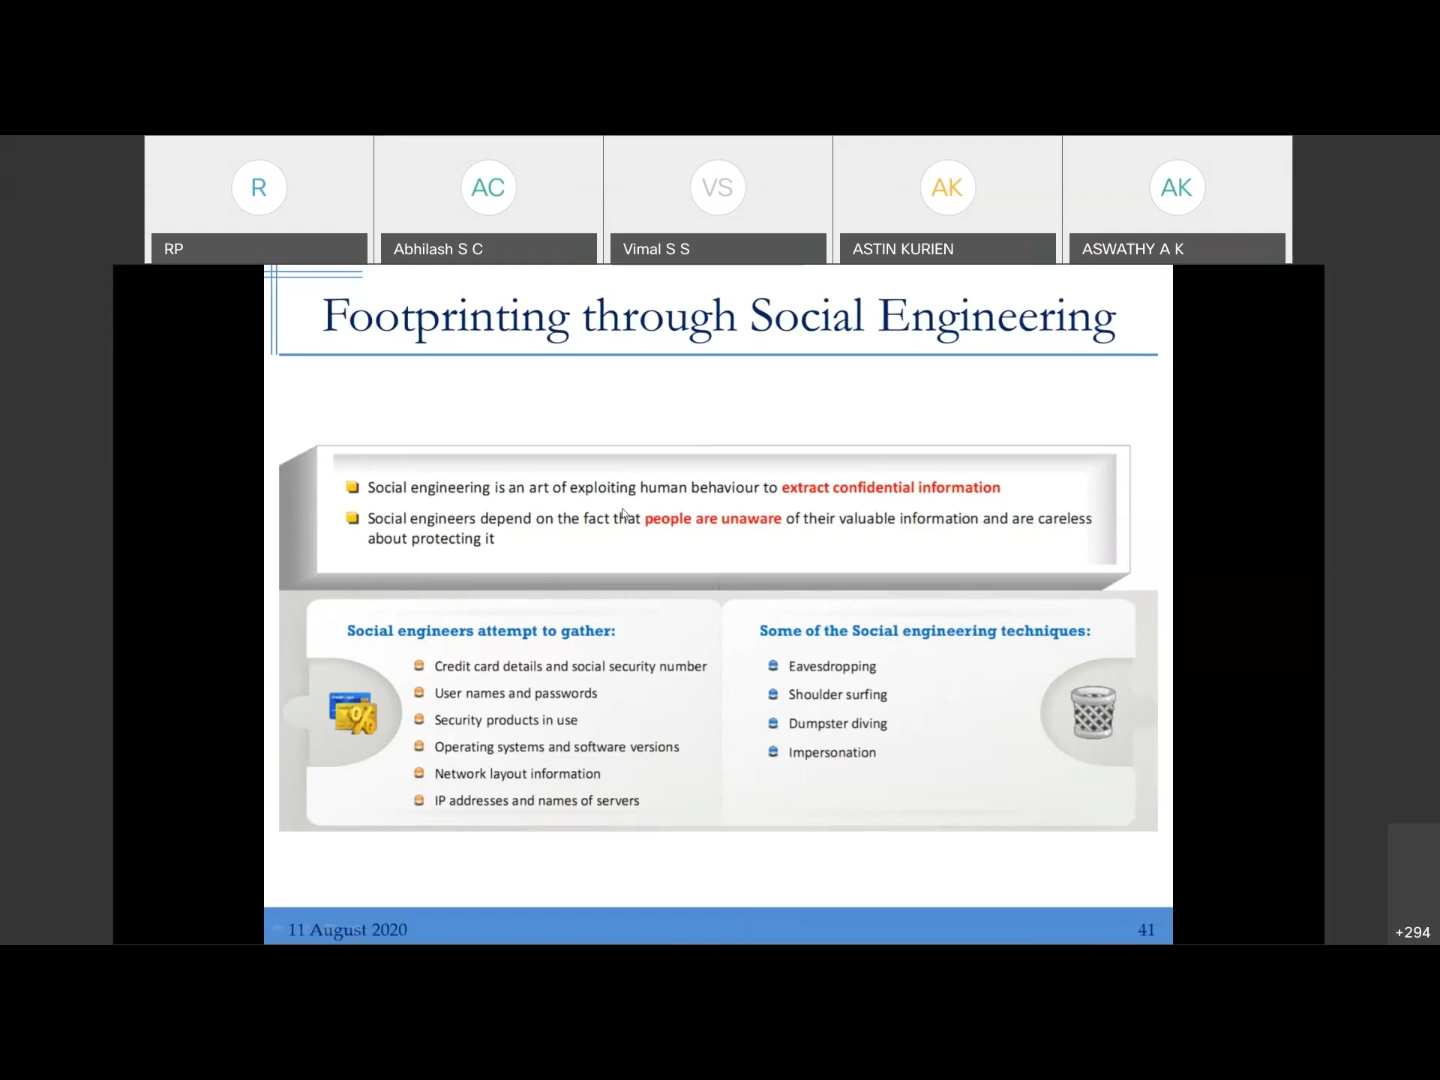 R
AC
VS
AK
AK
RP
Abhilash S C
Vimal S S
ASTIN KURIEN
ASWATHY A K
Footprinting through Social Engineering
Social engineering is an art of exploiting human behaviour to extract confidential information
Social engineers depend on the fact that people are unaware of their valuable information and are careless
about protecting it
Social engineers attempt to gather:
Credit card details and social security number
User names and passwords
Security products in use
Operating systems and software versions
Network layout information
IP addresses and names of servers
Some of the Social engineering techniques:
Eavesdropping
Shoulder surfing
Dumpster diving
Impersonation
11 August 2020
41
+294